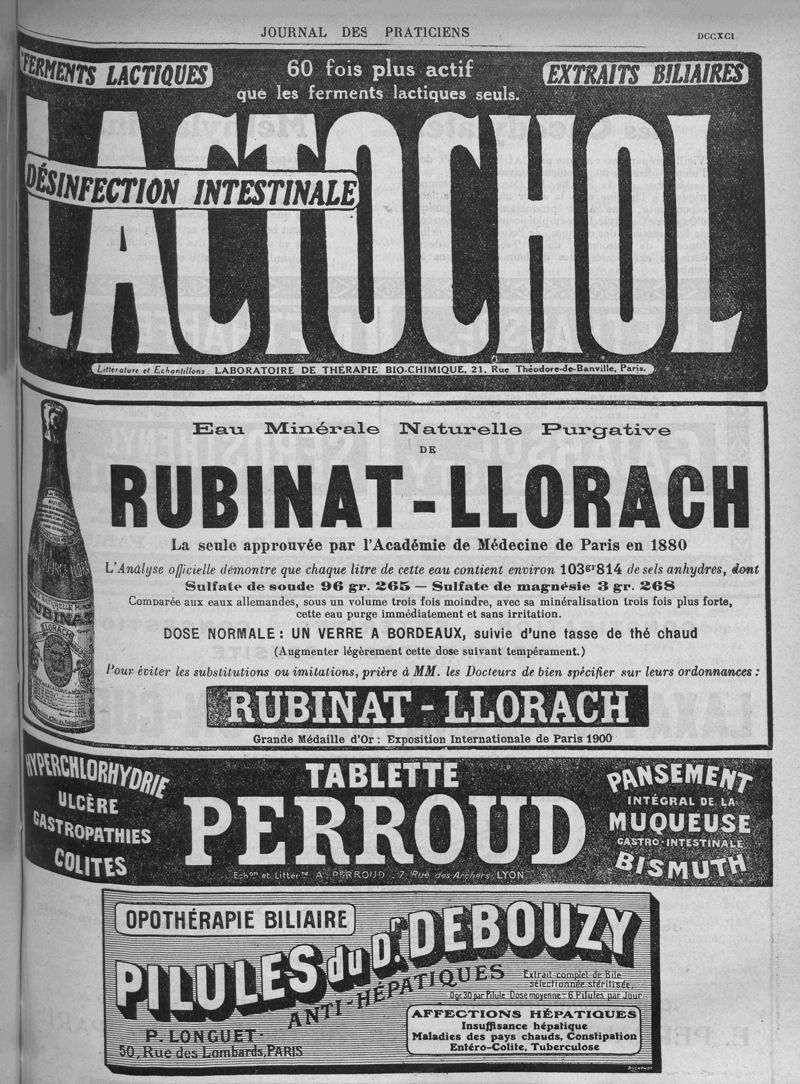 JOURNAL DES PRATICIENS
DCCXCI
FERMENTS LACTIQUES
60 fois plus actif
que les ferments lactiques seuls.
EXTRAITS BILIAIRES
LACTOCHOL
DÉSINFECTION INTESTINALE
Littérature et Echantillons : LABORATOIRE DE THÉRAPIE BIO-CHIMIQUE, 21, Rue Théodore-de-Banville, Paris.
Eau Minérale Naturelle Purgative
DE
RUBINAT-LLORACH
La seule approuvée par l'Académie de Médecine de Paris en 1880
L'Analyse officielle démontre que chaque litre de cette eau contient environ 103gr814 de sels anhydres, dont
Sulfate de soude 96 gr. 265 — Sulfate de magnésie 3 gr. 268
Comparée aux eaux allemandes, sous un volume trois fois moindre, avec sa minéralisation trois fois plus forte,
cette eau purge immédiatement et sans irritation.
DOSE NORMALE : UN VERRE A BORDEAUX, suivie d'une tasse de thé chaud
(Augmenter légèrement cette dose suivant tempérament.)
Pour éviter les substitutions ou imitations, prière à MM. les Docteurs de bien spécifier sur leurs ordonnances :
RUBINAT-LLORACH
Grande Médaille d'Or : Exposition Internationale de Paris 1900
RUBINAT
LLORACH
HYPERCHLORHYDRIE
ULCÈRE
GASTROPATHIES
COLITES
TABLETTE
PERROUD
Echon et Littérre A. PERROUD _ 7, Rue des Archers. LYON
PANSEMENT
INTÉGRAL DE LA
MUQUEUSE
GASTRO-INTESTINALE
BISMUTH
OPOTHÉRAPIE BILIAIRE
PILULES du Dr. DEBOUZY
ANTI-HÉPATIQUES
Extrait complet de Bile
sélectionnée stérilisée.
0gr.30 par Pilule-Dose moyenne: 6 Pilules par Jour
P. LONGUET-
50, Rue des Lombards, PARIS
AFFECTIONS HÉPATIQUES
Insuffisance hépatique
Maladies des pays chauds, Constipation
Entéro-Colite, Tuberculose